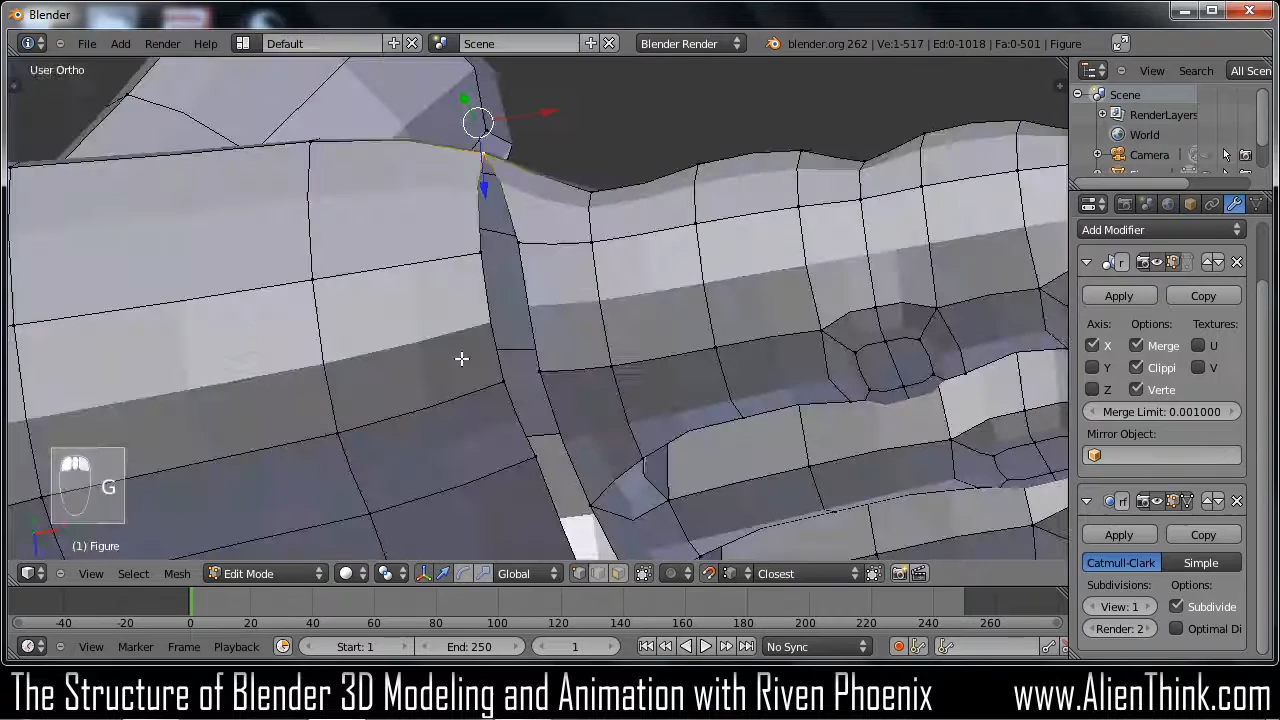 Blender
File Add Render Help Default Scene Blender Render blender.org 262 | Ve:1-517 | Ed:0-1018 | Fa:0-501 | Figure
User Ortho
View Search All Scen
Scene
RenderLayers
World
Camera
Add Modifier
Apply Copy
Axis: Options: Textures:
X Merge U
Y Clippi V
Z Verte
Merge Limit: 0.001000
Mirror Object:
G
(1) Figure
Apply Copy
Catmull-Clark Simple
Subdivisions: Options:
View: 1 Subdivide
Render: 2 Optimal Di
View Select Mesh Edit Mode Global Closest
-40 -20 0 20 40 60 80 100 120 140 160 180 200 220 240 260
View Marker Frame Playback Start: 1 End: 250 1 No Sync
The Structure of Blender 3D Modeling and Animation with Riven Phoenix www.AlienThink.com